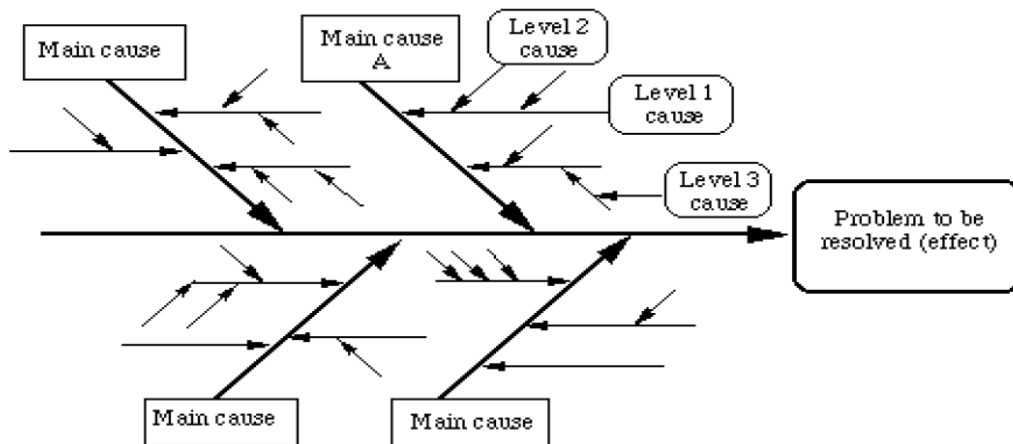 Main cause
Main cause
A
Level 2
cause
Level 1
cause
Level 3
cause
Problem to be
resolved (effect)
Main cause
Main cause